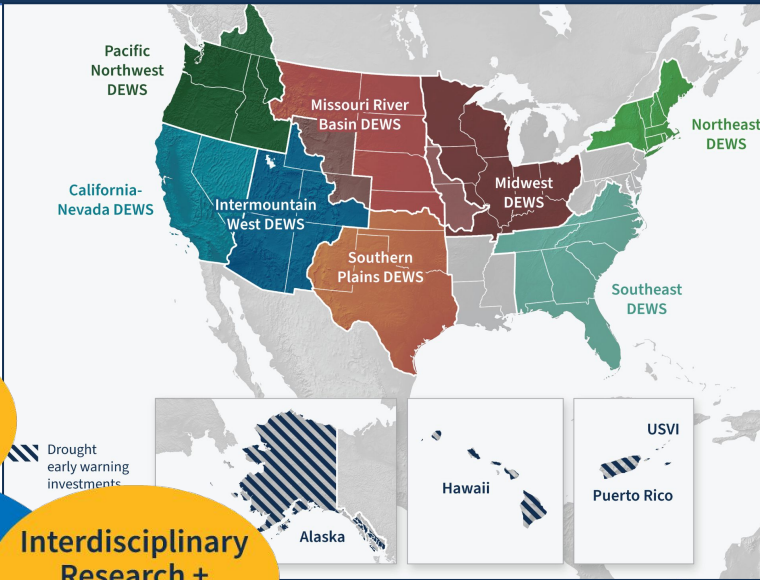 Pacific
Northwest
DEWS
Missouri River
Basin DEWS
Northeast
DEWS
Midwest
DEWS
California-
Nevada DEWS
Intermountain
West DEWS
Southern
Plains DEWS
Southeast
DEWS
Drought
early warning
investments
Alaska
Hawaii
USVI
Puerto Rico
Interdisciplinary
Research +